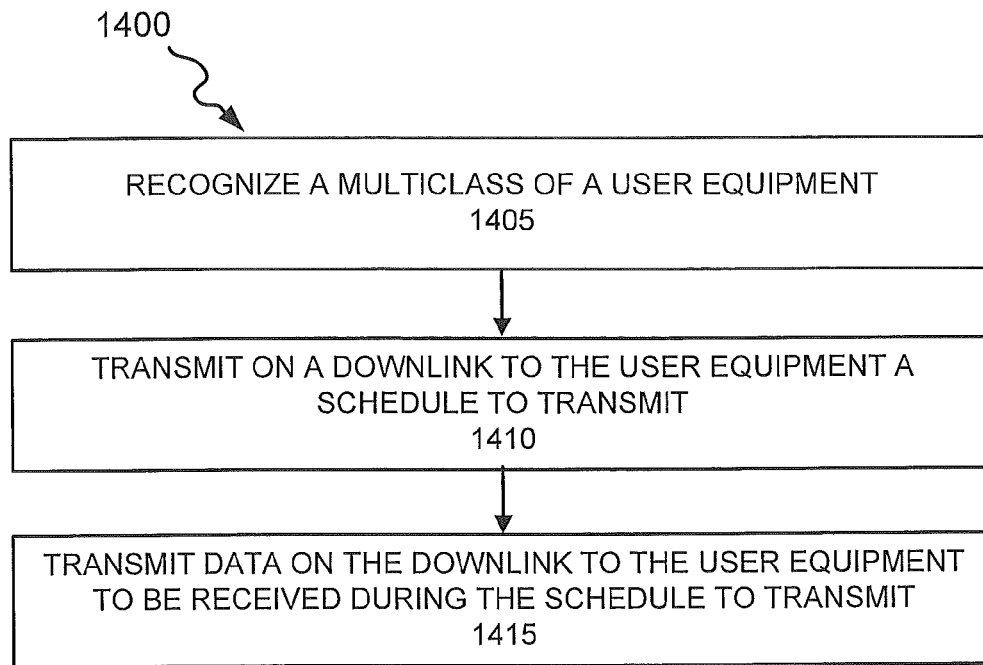 1400
RECOGNIZE A MULTICLASS OF A USER EQUIPMENT
1405
TRANSMIT ON A DOWNLINK TO THE USER EQUIPMENT A
SCHEDULE TO TRANSMIT
1410
TRANSMIT DATA ON THE DOWNLINK TO THE USER EQUIPMENT
TO BE RECEIVED DURING THE SCHEDULE TO TRANSMIT
1415